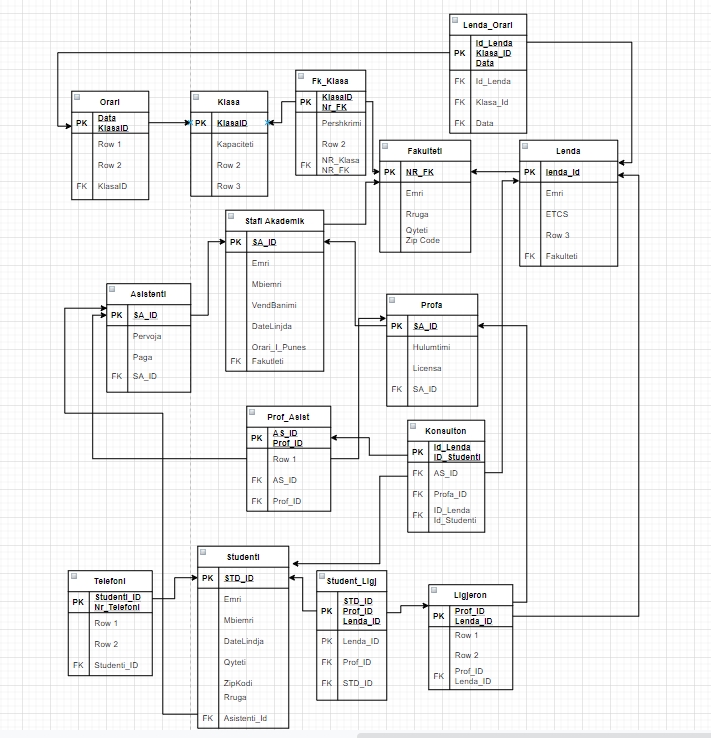 Lenda_Orari
PK
Id_Lenda
Klasa_ID
Data
FK Id_Lenda
FK Klasa_Id
FK Data
Orari
PK
Data
KlasaID
Row 1
Row 2
FK KlasaID
Klasa
PK KlasaID
Kapaciteti
Row 2
Row 3
Fk_Klasa
PK
KlasaID
Nr_FK
Pershkrimi
Row 2
FK
NR_Klasa
NR_FK
Fakulteti
PK NR_FK
Emri
Rruga
Qyteti
Zip Code
Lenda
PK lenda_id
Emri
ETCS
Row 3
FK Fakulteti
Stafi Akademik
PK SA_ID
Emri
Mbiemri
VendBanimi
DateLinjda
Orari_I_Punes
FK Fakutleti
Asistenti
PK SA_ID
Pervoja
Paga
FK SA_ID
Profa
PK SA_ID
Hulumtimi
Licensa
FK SA_ID
Prof_Asist
PK
AS_ID
Prof_ID
Row 1
FK AS_ID
FK Prof_ID
Konsulton
PK
Id_Lenda
ID_Studenti
FK AS_ID
FK Profa_ID
FK
ID_Lenda
Id_Studenti
Telefoni
PK
Studenti_ID
Nr_Telefoni
Row 1
Row 2
FK Studenti_ID
Studenti
PK STD_ID
Emri
Mbiemri
DateLindja
Qyteti
ZipKodi
Rruga
FK Asistenti_Id
Student_Ligj
PK
STD_ID
Prof_ID
Lenda_ID
PK Lenda_ID
FK Prof_ID
FK STD_ID
Ligjeron
PK
Prof_ID
Lenda_ID
Row 1
Row 2
FK
Prof_ID
Lenda_ID